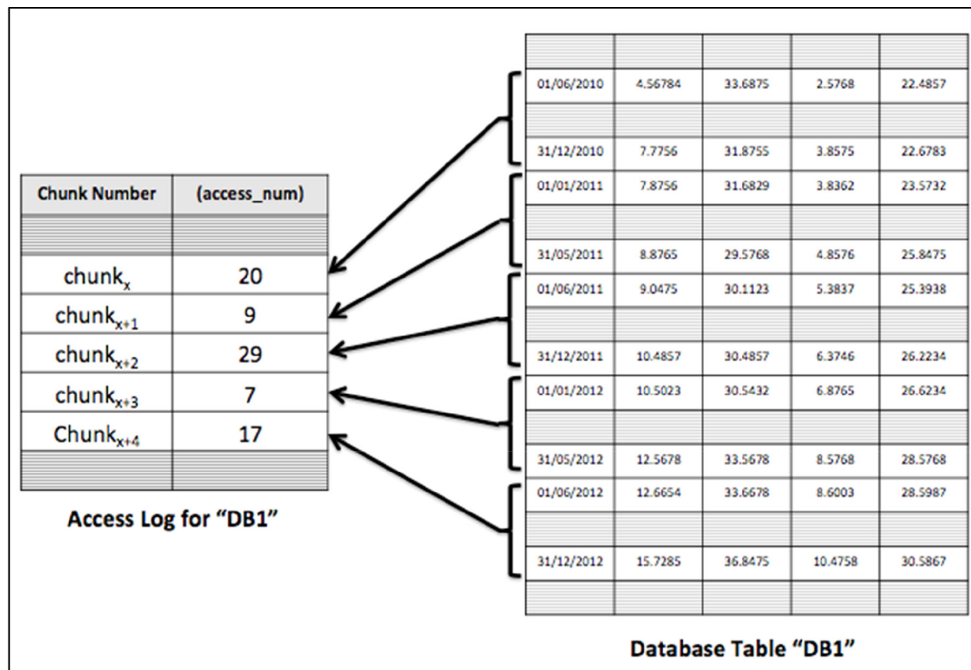 Chunk Number (access_num)
chunkx 20
chunkx+1 9
chunkx+2 29
chunkx+3 7
Chunkx+4 17
Access Log for “DB1”
01/06/2010 4.56784 33.6875 2.5768 22.4857
31/12/2010 7.7756 31.8755 3.8575 22.6783
01/01/2011 7.8756 31.6829 3.8362 23.5732
31/05/2011 8.8765 29.5768 4.8576 25.8475
01/06/2011 9.0475 30.1123 5.3837 25.3938
31/12/2011 10.4857 30.4857 6.3746 26.2234
01/01/2012 10.5023 30.5432 6.8765 26.6234
31/05/2012 12.5678 33.5678 8.5768 28.5768
01/06/2012 12.6654 33.6678 8.6003 28.5987
31/12/2012 15.7285 36.8475 10.4758 30.5867
Database Table “DB1”